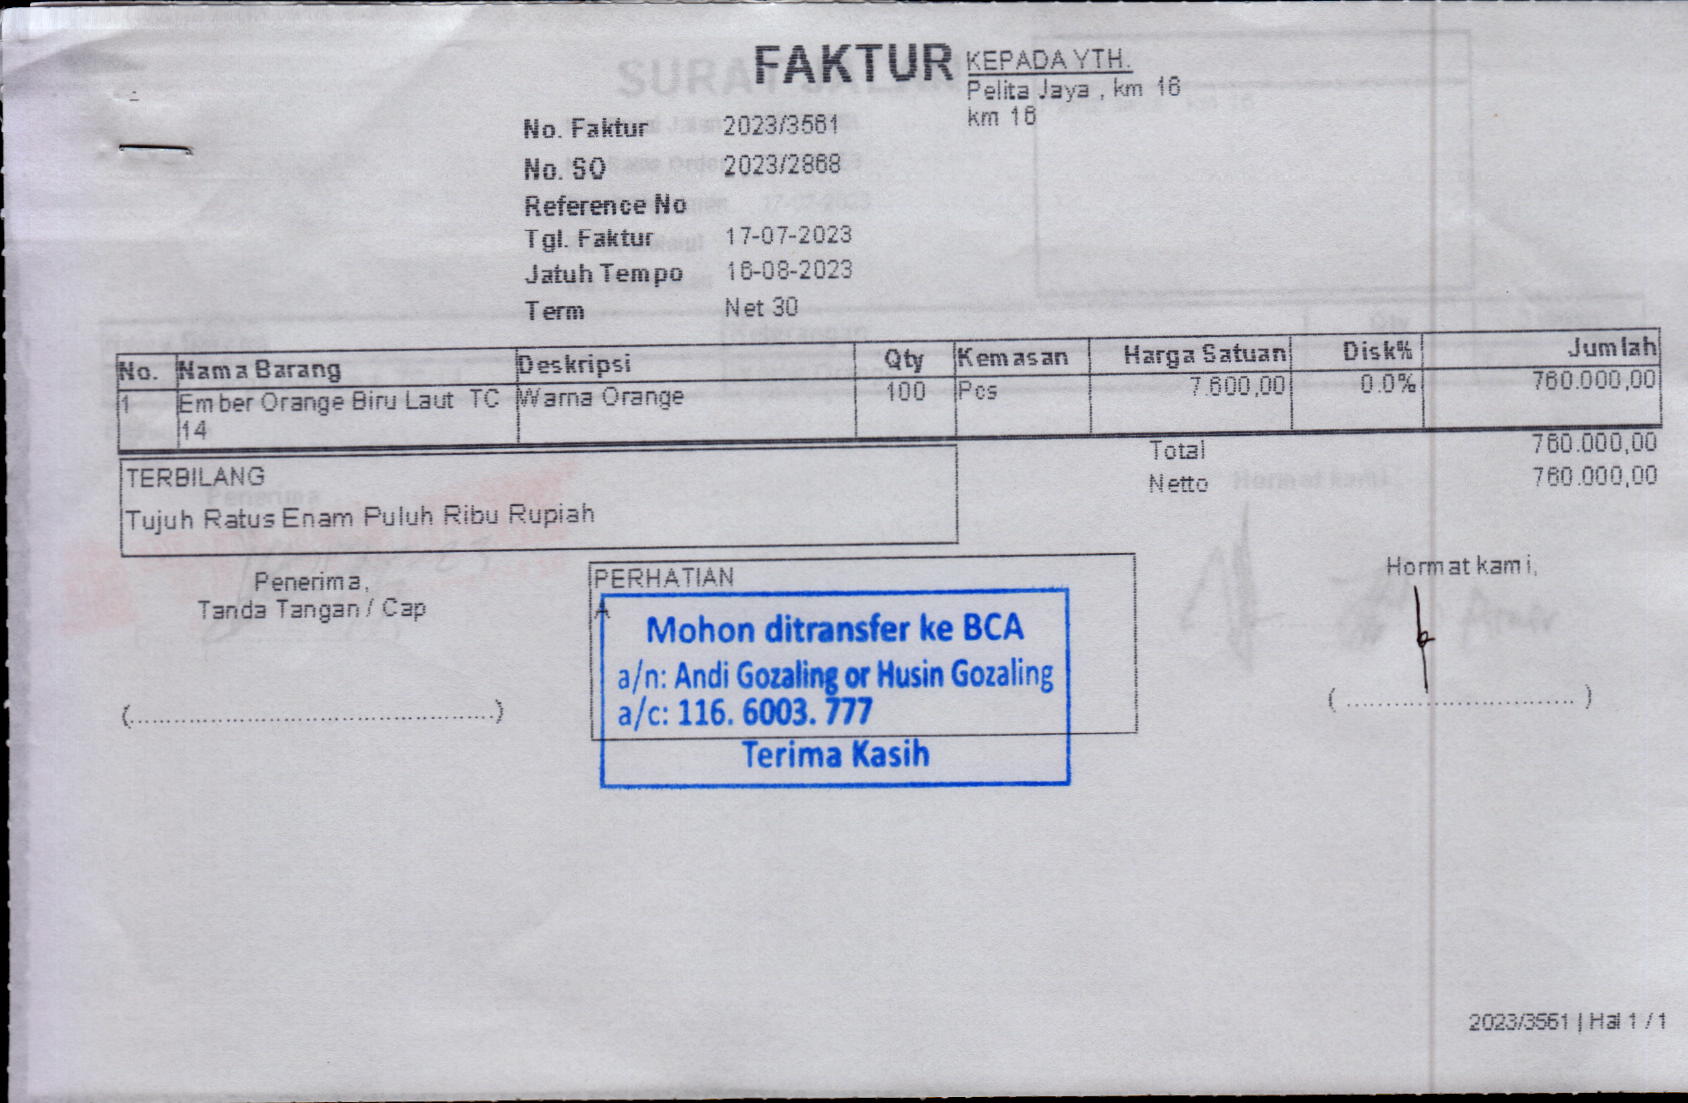 FAKTUR
KEPADA YTH.
Pelita Jaya , km 16
km 16
No. Faktur 2023/3561
No. SO 2023/2868
Reference No
Tgl. Faktur 17-07-2023
Jatuh Tempo 16-08-2023
Term Net 30
No. Nama Barang Deskripsi Qty Kemasan Harga Satuan Disk% Jumlah
1 Ember Orange Biru Laut TC Warna Orange 100 Pcs 7.600,00 0.0% 760.000,00
14
Total 760.000,00
Netto 760.000,00
TERBILANG
Tujuh Ratus Enam Puluh Ribu Rupiah
Penerima,
Tanda Tangan / Cap
(............................................)
PERHATIAN
Mohon ditransfer ke BCA
a/n: Andi Gozaling or Husin Gozaling
a/c: 116. 6003. 777
Terima Kasih
Hormat kami,
(............................)
2023/3561 | Hal 1 / 1